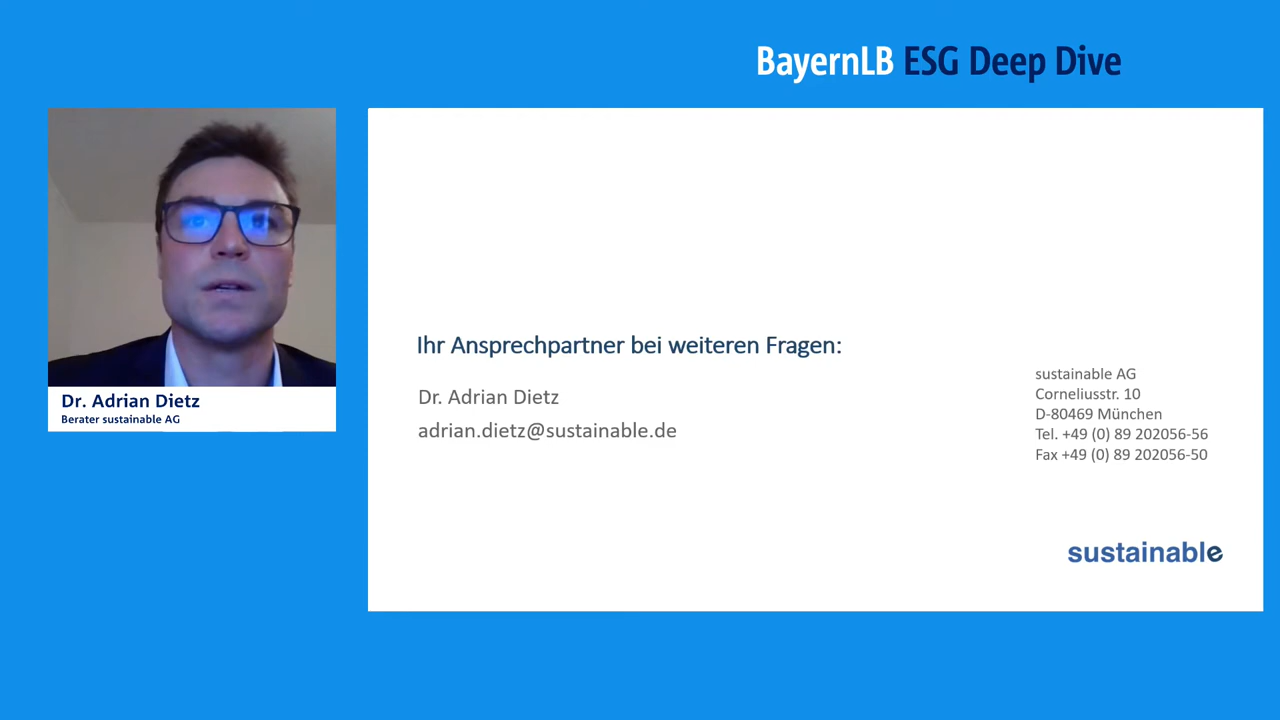 BayernLB ESG Deep Dive
Dr. Adrian Dietz
Berater sustainable AG
Ihr Ansprechpartner bei weiteren Fragen:
Dr. Adrian Dietz
adrian.dietz@sustainable.de
sustainable AG
Corneliusstr. 10
D-80469 München
Tel. +49 (0) 89 202056-56
Fax +49 (0) 89 202056-50
sustainable